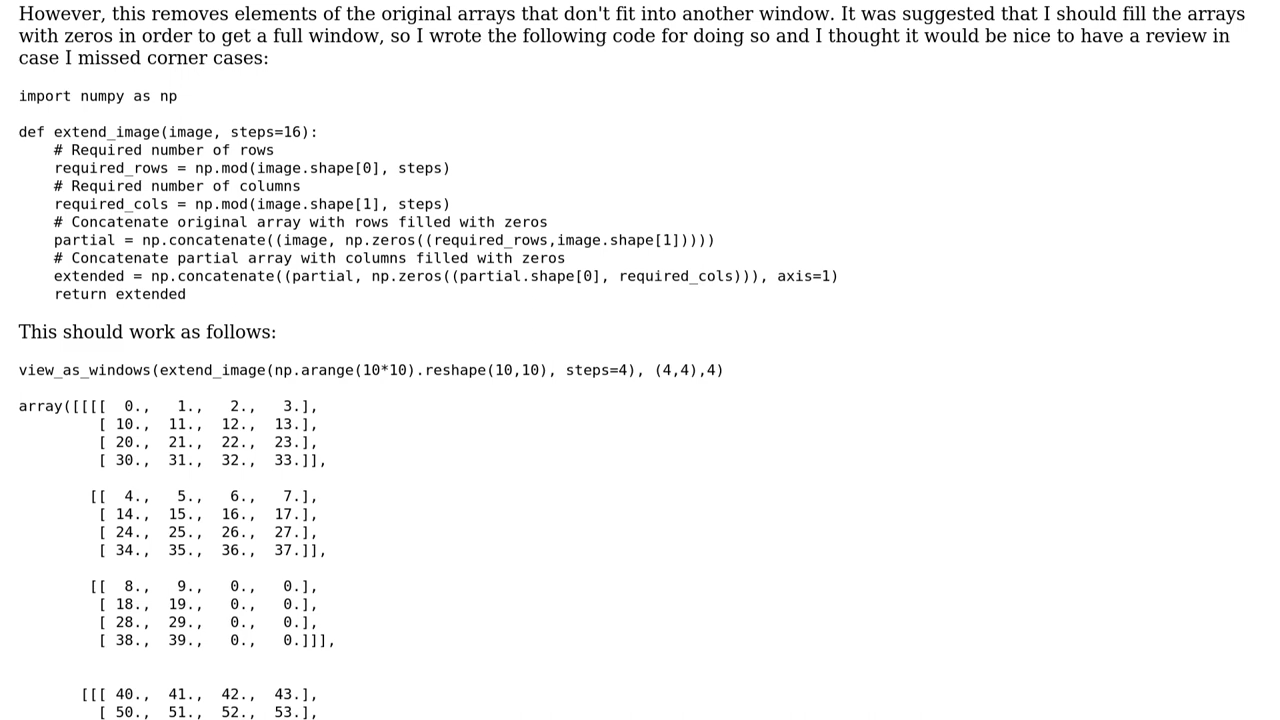 However, this removes elements of the original arrays that don't fit into another window. It was suggested that I should fill the arrays
with zeros in order to get a full window, so I wrote the following code for doing so and I thought it would be nice to have a review in
case I missed corner cases:
import numpy as np
def extend_image(image, steps=16):
    # Required number of rows
    required_rows = np.mod(image.shape[0], steps)
    # Required number of columns
    required_cols = np.mod(image.shape[1], steps)
    # Concatenate original array with rows filled with zeros
    partial = np.concatenate((image, np.zeros((required_rows,image.shape[1]))))
    # Concatenate partial array with columns filled with zeros
    extended = np.concatenate((partial, np.zeros((partial.shape[0], required_cols))), axis=1)
    return extended
This should work as follows:
view_as_windows(extend_image(np.arange(10*10).reshape(10,10), steps=4), (4,4),4)
array([[[[  0.,   1.,   2.,   3.],
         [ 10.,  11.,  12.,  13.],
         [ 20.,  21.,  22.,  23.],
         [ 30.,  31.,  32.,  33.]],
        [[  4.,   5.,   6.,   7.],
         [ 14.,  15.,  16.,  17.],
         [ 24.,  25.,  26.,  27.],
         [ 34.,  35.,  36.,  37.]],
        [[  8.,   9.,   0.,   0.],
         [ 18.,  19.,   0.,   0.],
         [ 28.,  29.,   0.,   0.],
         [ 38.,  39.,   0.,   0.]]],
       [[[ 40.,  41.,  42.,  43.],
         [ 50.,  51.,  52.,  53.],